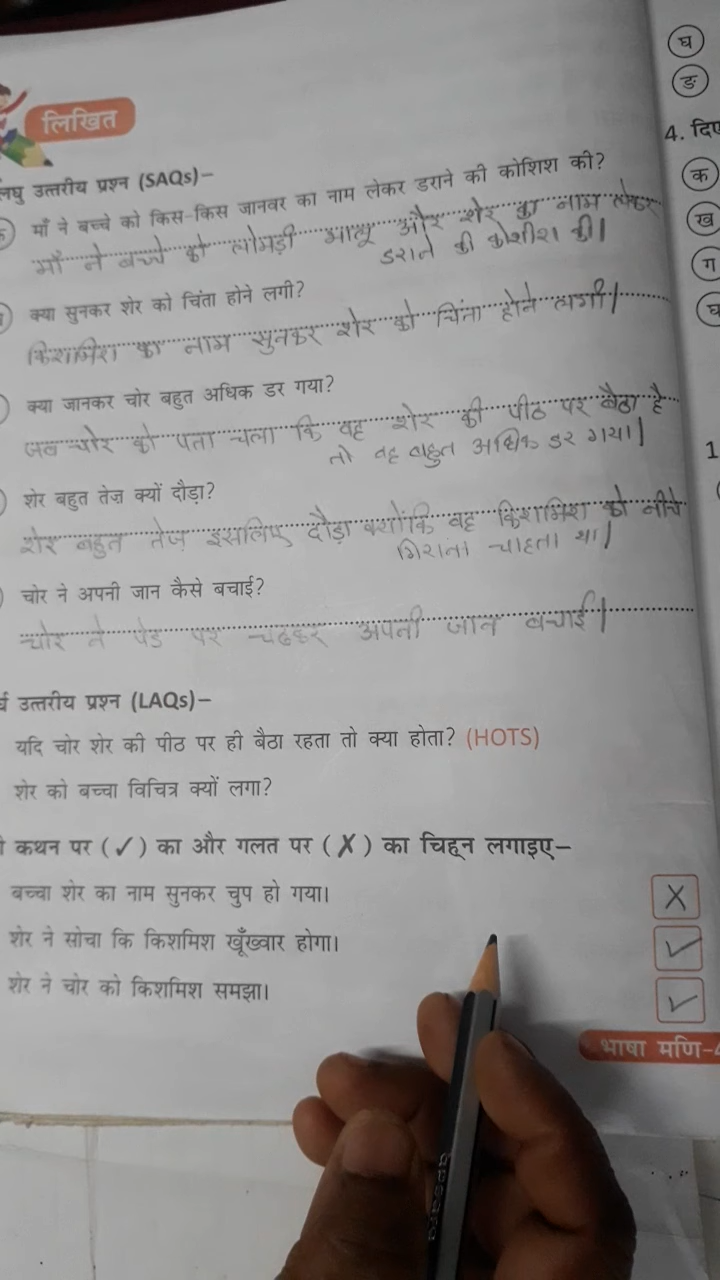 लिखित
लघु उत्तरीय प्रश्न (SAQs)–
माँ ने बच्चे को किस-किस जानवर का नाम लेकर डराने की कोशिश की?
माँ ने बच्चे को लोमड़ी भालू और शेर का नाम लेकर
डराने की कोशीश की।
क्या सुनकर शेर को चिंता होने लगी?
किशमिश का नाम सुनकर शेर को चिंता होने लगी।
क्या जानकर चोर बहुत अधिक डर गया?
जब चोर को पता चला कि वह शेर की पीठ पर बैठा है
तो वह बहुत अधिक डर गया।
शेर बहुत तेज़ क्यों दौड़ा?
शेर बहुत तेज़ इसलिए दौड़ा क्योंकि वह किशमिश को नीचे
गिराना चाहता था।
चोर ने अपनी जान कैसे बचाई?
चोर ने पेड पर चढकर अपनी जान बचाई।
उत्तरीय प्रश्न (LAQs)–
यदि चोर शेर की पीठ पर ही बैठा रहता तो क्या होता? (HOTS)
शेर को बच्चा विचित्र क्यों लगा?
कथन पर (✓) का और गलत पर (✗) का चिह्न लगाइए–
बच्चा शेर का नाम सुनकर चुप हो गया। ✗
शेर ने सोचा कि किशमिश खूँख्वार होगा। ✓
शेर ने चोर को किशमिश समझा। ✓
भाषा मणि-4
घ
ङ
4. दिए
क
ख
ग
घ
1
apsara